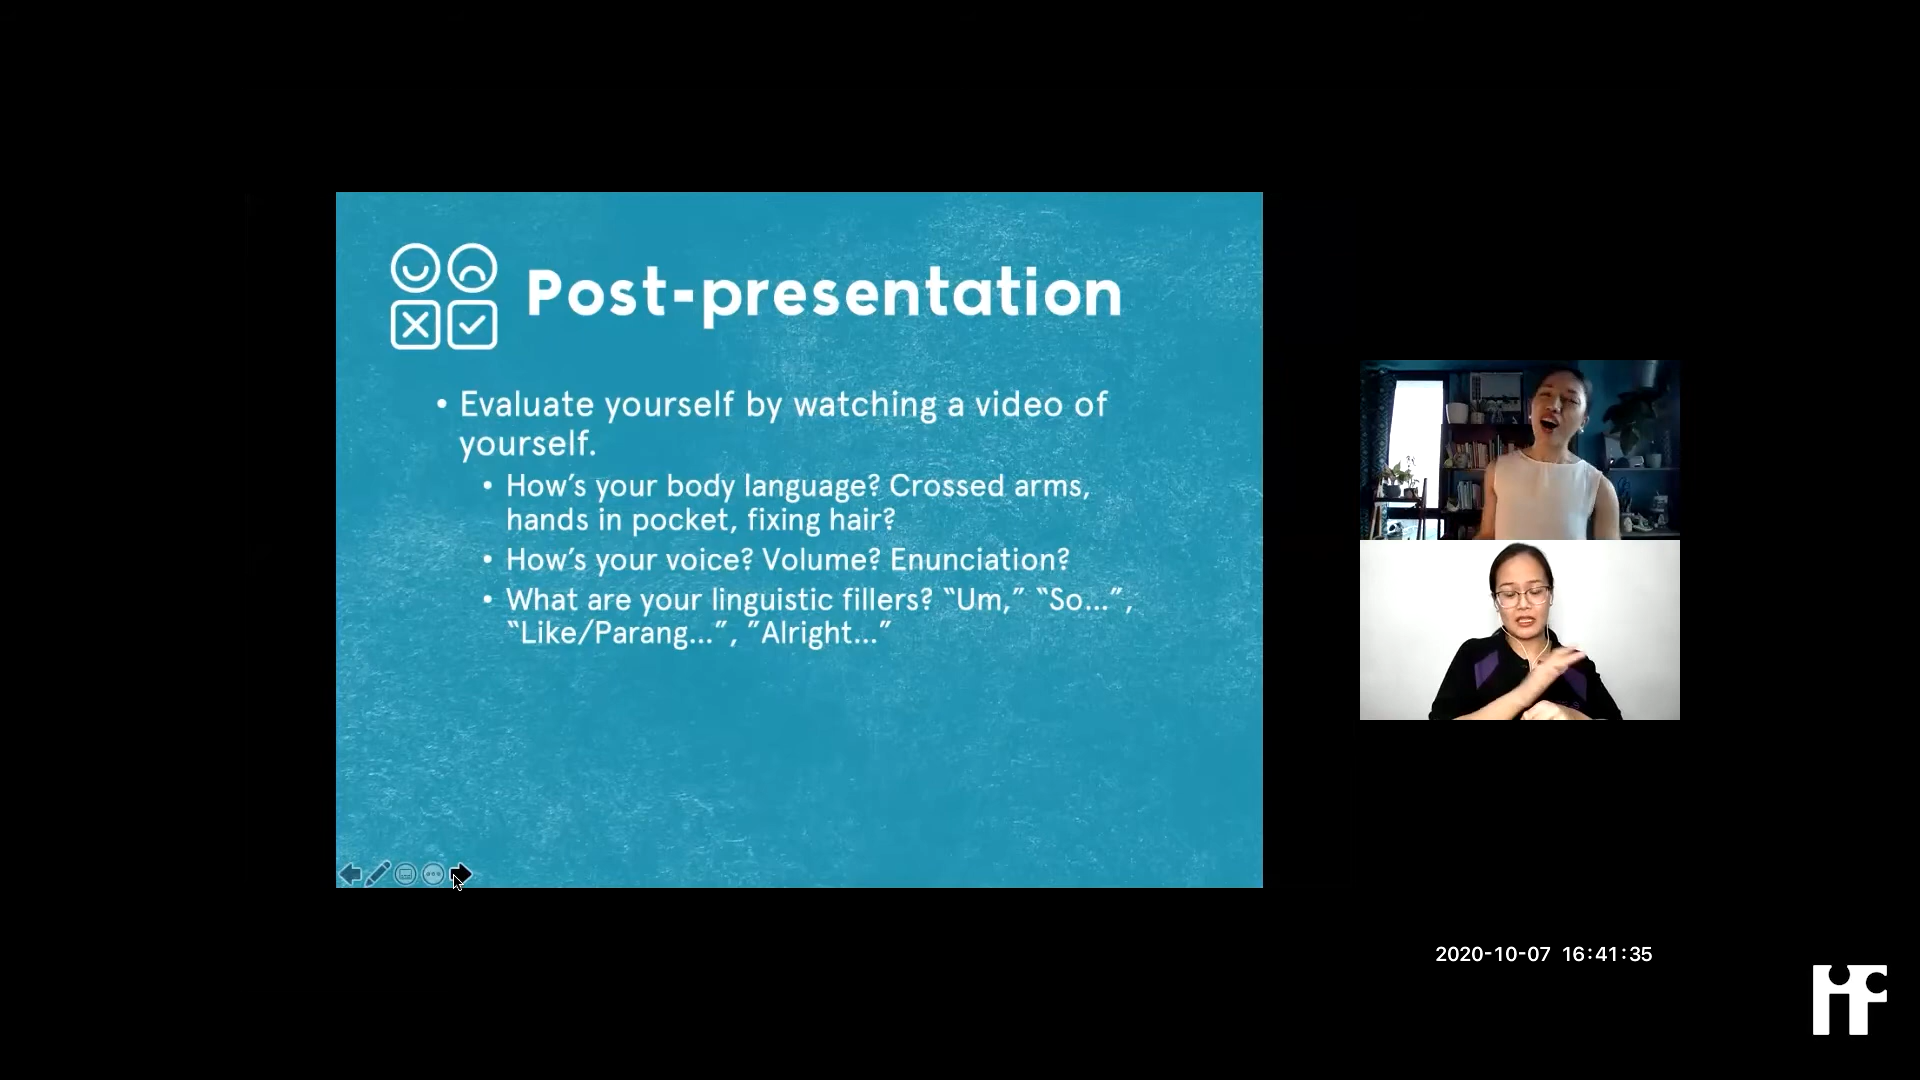 Post-presentation
• Evaluate yourself by watching a video of
yourself.
• How’s your body language? Crossed arms,
hands in pocket, fixing hair?
• How’s your voice? Volume? Enunciation?
• What are your linguistic fillers? “Um,” “So...”,
“Like/Parang...”, ”Alright...”
2020-10-07 16:41:35